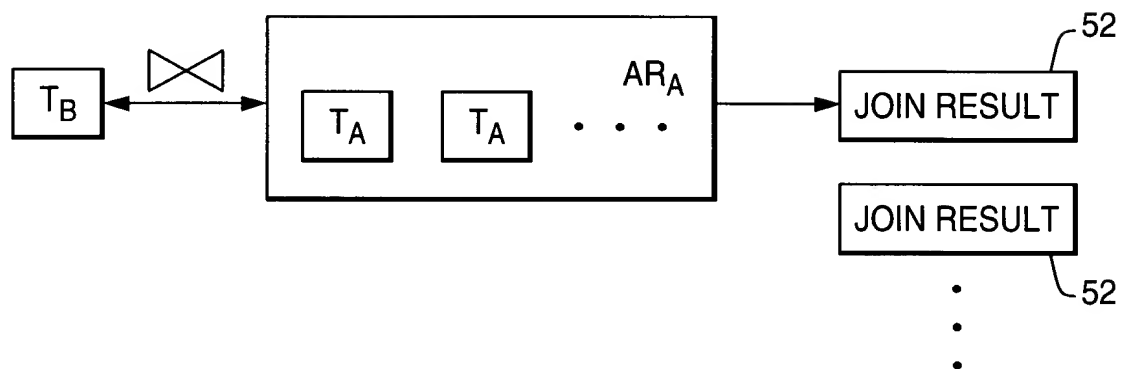 52
T_B
AR_A
T_A T_A . . .
JOIN RESULT
JOIN RESULT
52